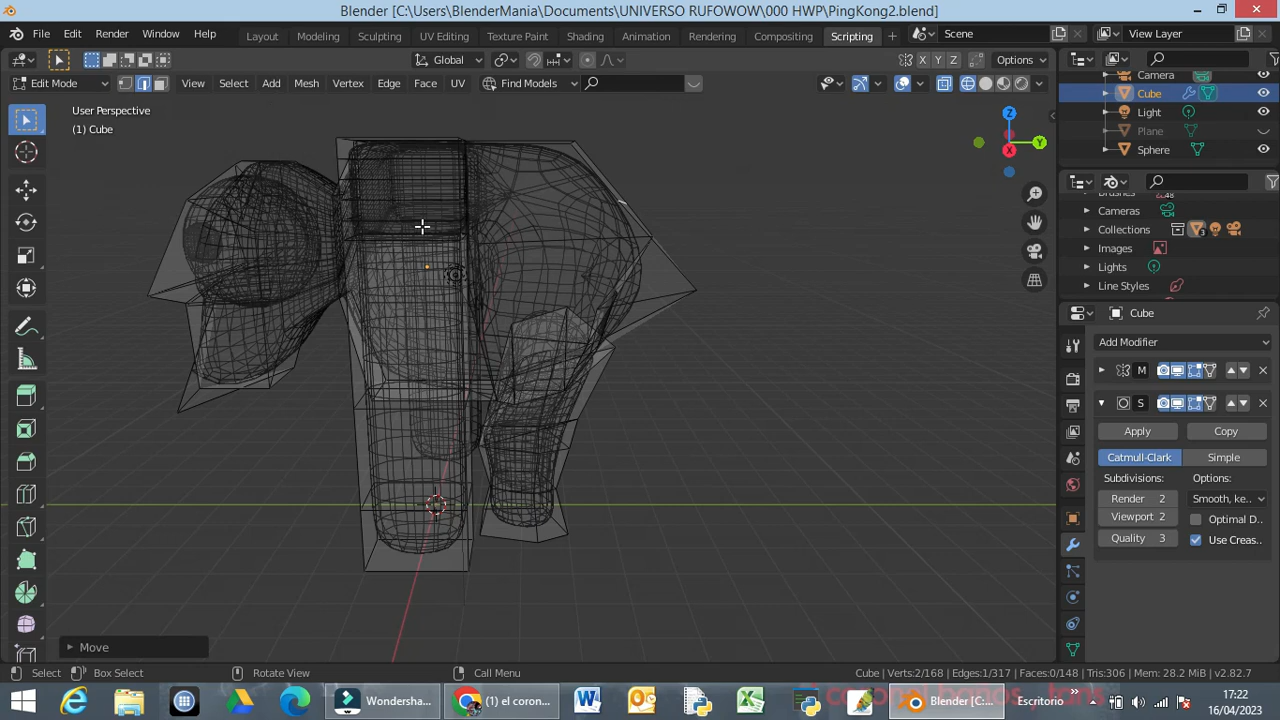 Blender [C:\Users\BlenderMania\Documents\UNIVERSO RUFOWOW\000 HWP\PingKong2.blend]
File Edit Render Window Help Layout Modeling Sculpting UV Editing Texture Paint Shading Animation Rendering Compositing Scripting Scene View Layer
Global X Y Z Options
Edit Mode View Select Add Mesh Vertex Edge Face UV Find Models
User Perspective
(1) Cube
Z
Y
X
Camera
Cube
Light
Plane
Sphere
Cameras
Collections
Images
Lights
Line Styles
Cube
Add Modifier
M
S
Apply Copy
Catmull-Clark Simple
Subdivisions: Options:
Render 2 Smooth, ke..
Viewport 2 Optimal D..
Quality 3 Use Creas..
Move
Select Box Select Rotate View Call Menu Cube | Verts:2/168 | Edges:1/317 | Faces:0/148 | Tris:306 | Mem: 28.2 MiB | v2.82.7
Wondersha... (1) el coron... Blender [C:... Escritorio
17:22
16/04/2023